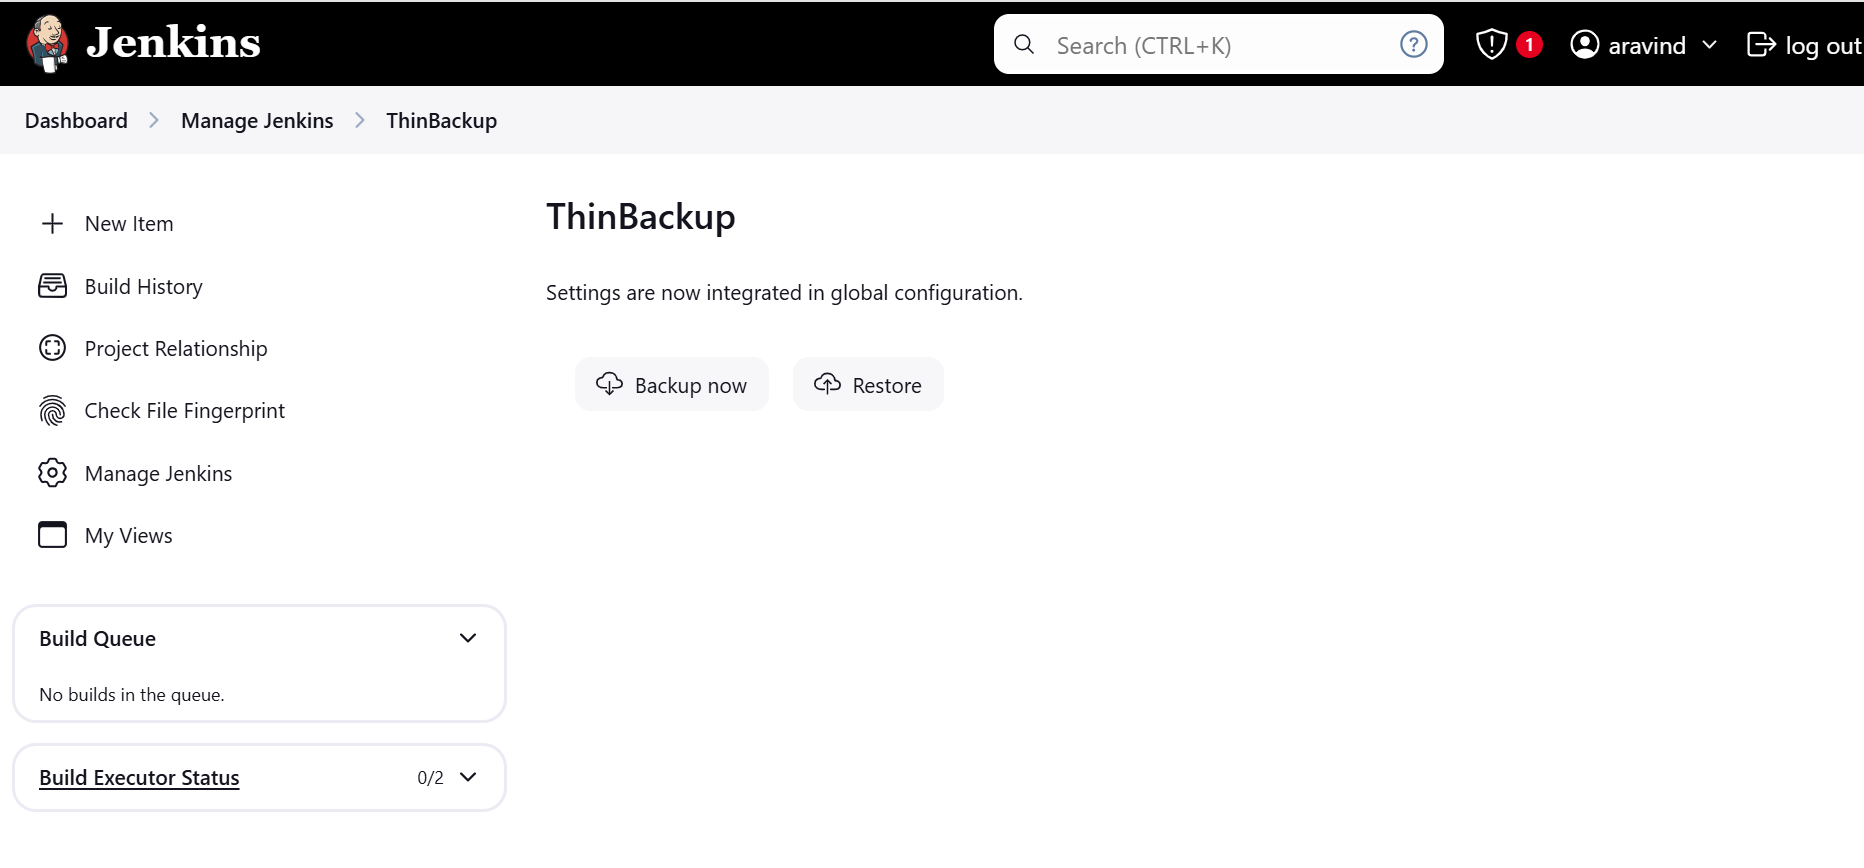 Jenkins
Search (CTRL+K)
?
1
aravind
log out
Dashboard
Manage Jenkins
ThinBackup
New Item
Build History
Project Relationship
Check File Fingerprint
Manage Jenkins
My Views
Build Queue
No builds in the queue.
Build Executor Status 0/2
ThinBackup
Settings are now integrated in global configuration.
Backup now
Restore